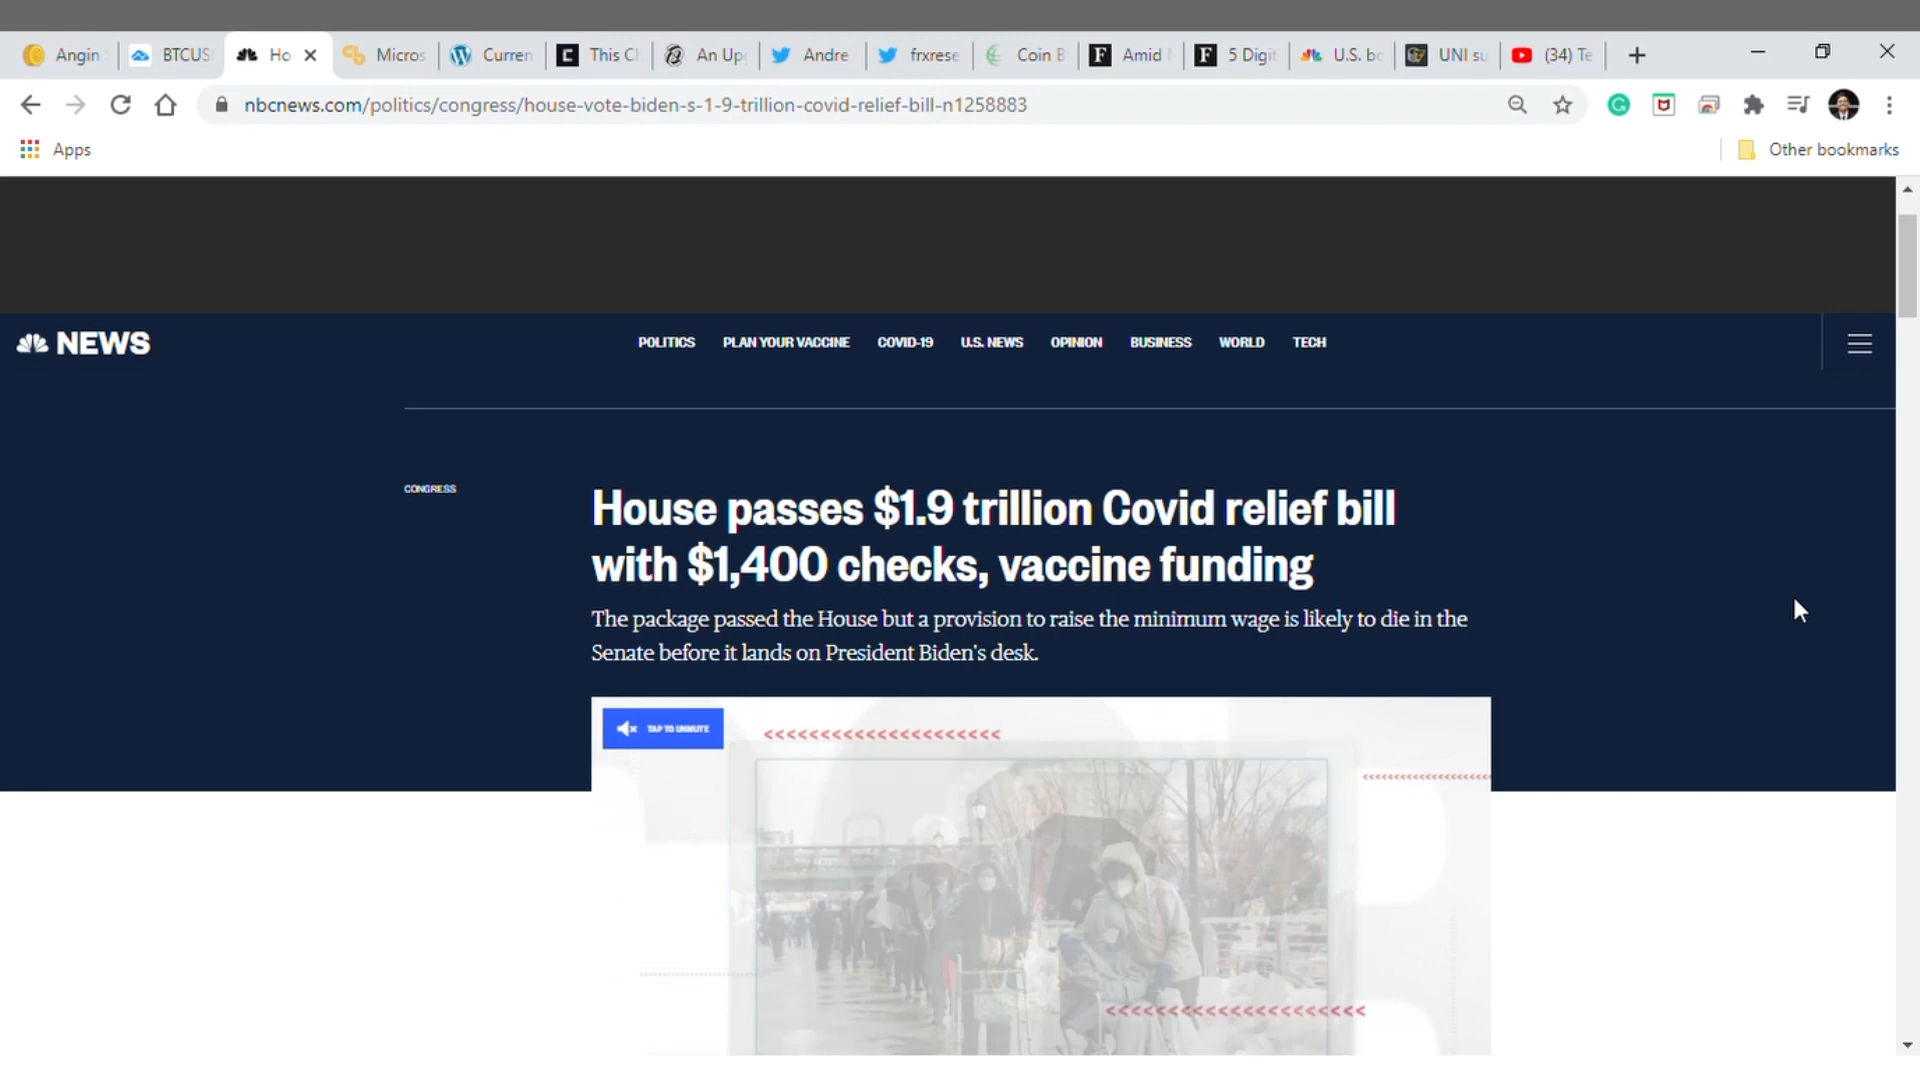 Angin
BTCUS
Ho
Micros
Curren
This Cl
An Up
Andre
frxrese
Coin B
Amid
5 Digit
U.S. bo
UNI su
(34) Te
nbcnews.com/politics/congress/house-vote-biden-s-1-9-trillion-covid-relief-bill-n1258883
Apps
Other bookmarks
NEWS
POLITICS PLAN YOUR VACCINE COVID-19 U.S. NEWS OPINION BUSINESS WORLD TECH
CONGRESS
House passes $1.9 trillion Covid relief bill
with $1,400 checks, vaccine funding
The package passed the House but a provision to raise the minimum wage is likely to die in the
Senate before it lands on President Biden's desk.
TAP TO UNMUTE